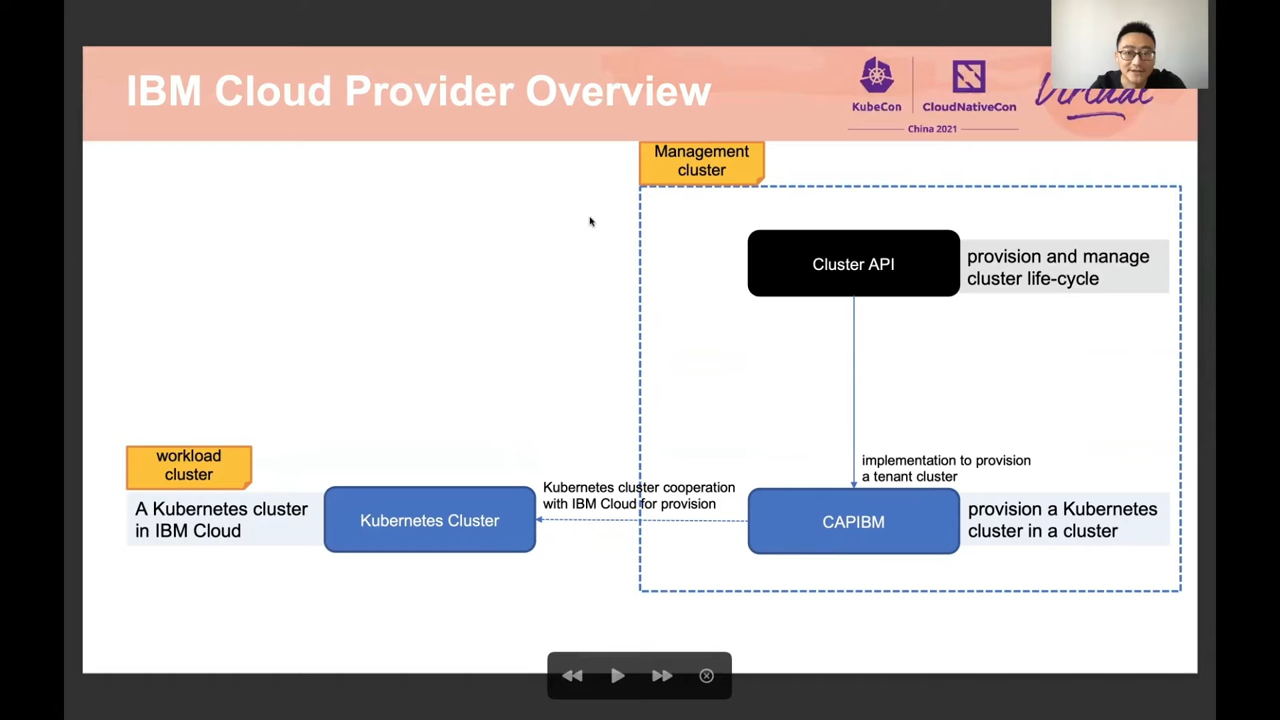 IBM Cloud Provider Overview
KubeCon
CloudNativeCon
Virtual
China 2021
Management
cluster
Cluster API
provision and manage
cluster life-cycle
workload
cluster
implementation to provision
a tenant cluster
Kubernetes cluster cooperation
with IBM Cloud for provision
A Kubernetes cluster
in IBM Cloud
Kubernetes Cluster
CAPIBM
provision a Kubernetes
cluster in a cluster